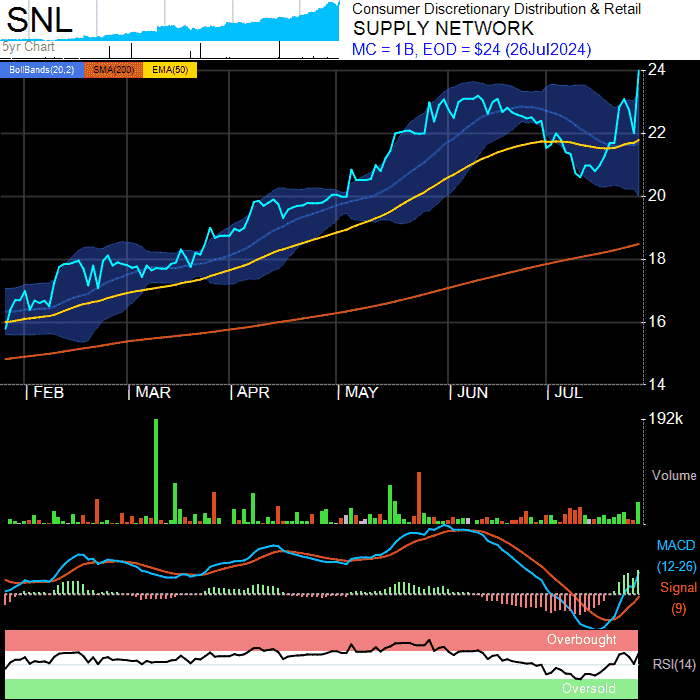 SNL
5yr Chart
Consumer Discretionary Distribution & Retail
SUPPLY NETWORK
MC = 1B, EOD = $24 (26Jul2024)
BollBands(20,2) SMA(200) EMA(50)
24
22
20
18
16
14
FEB MAR APR MAY JUN JUL
192k
Volume
MACD
(12-26)
Signal
(9)
Overbought
RSI(14)
Oversold